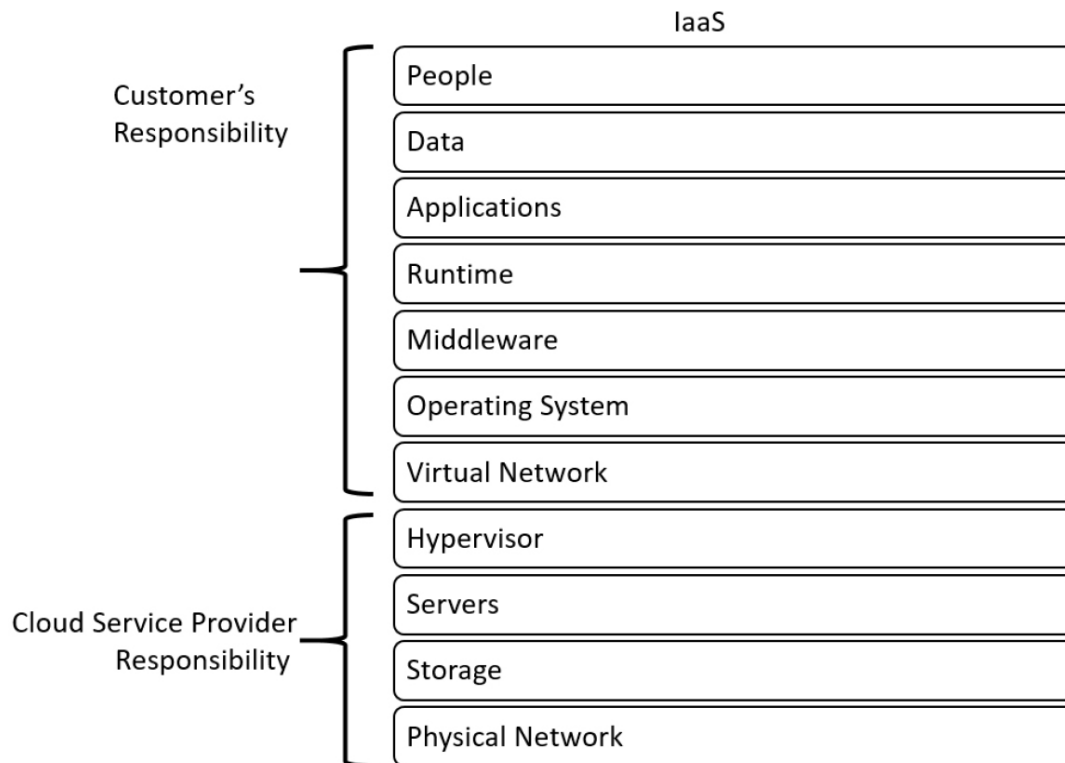 IaaS
Customer’s
Responsibility
People
Data
Applications
Runtime
Middleware
Operating System
Virtual Network
Cloud Service Provider
Responsibility
Hypervisor
Servers
Storage
Physical Network